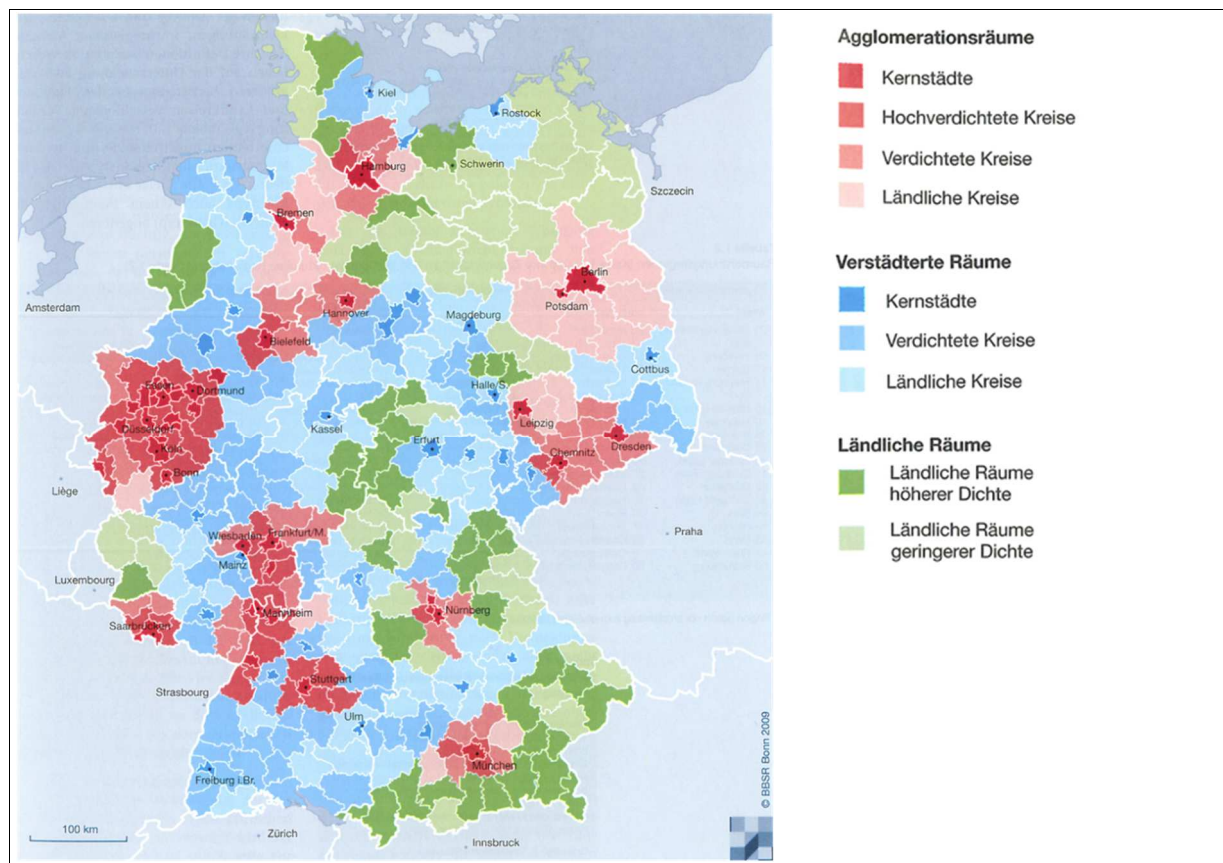 Kiel
Rostock
Hamburg
Schwerin
Szczecin
Bremen
Berlin
Potsdam
Amsterdam
Hannover
Magdeburg
Bielefeld
Cottbus
Essen
Dortmund
Halle/S.
Düsseldorf
Kassel
Leipzig
Köln
Erfurt
Dresden
Chemnitz
Bonn
Liège
Praha
Wiesbaden
Frankfurt/M.
Mainz
Luxembourg
Mannheim
Nürnberg
Saarbrücken
Stuttgart
Strasbourg
Ulm
München
Freiburg i.Br.
100 km
Zürich
Innsbruck
© BBSR Bonn 2009
Agglomerationsräume
Kernstädte
Hochverdichtete Kreise
Verdichtete Kreise
Ländliche Kreise
Verstädterte Räume
Kernstädte
Verdichtete Kreise
Ländliche Kreise
Ländliche Räume
Ländliche Räume
höherer Dichte
Ländliche Räume
geringerer Dichte